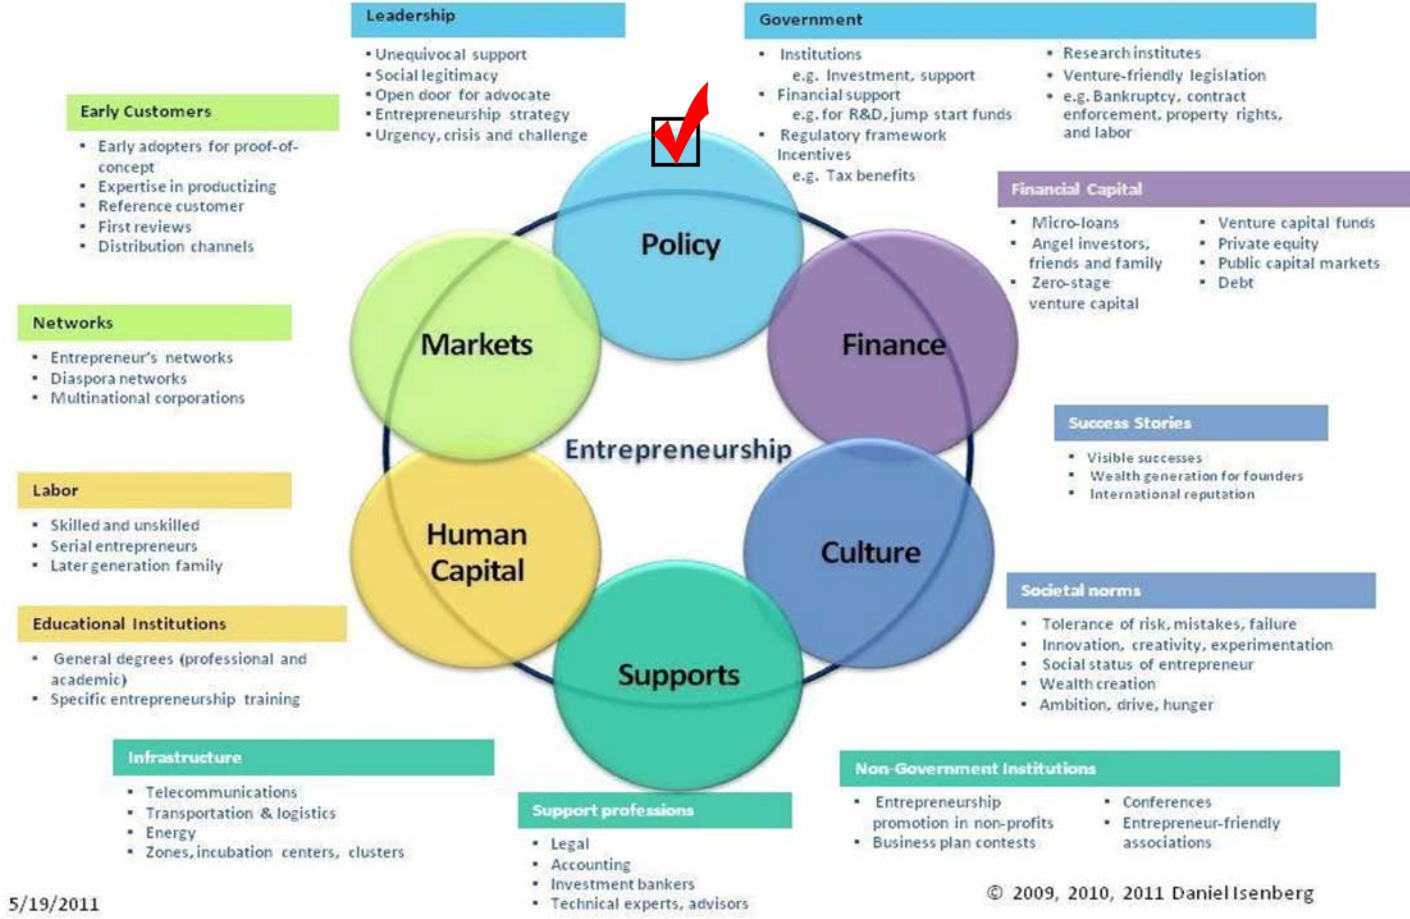 Leadership
▪ Unequivocal support
▪ Social legitimacy
▪ Open door for advocate
▪ Entrepreneurship strategy
▪ Urgency, crisis and challenge
Government
▪ Institutions
e.g. Investment, support
▪ Financial support
e.g. for R&D, jump start funds
▪ Regulatory framework
Incentives
e.g. Tax benefits
• Research institutes
• Venture-friendly legislation
• e.g. Bankruptcy, contract
enforcement, property rights,
and labor
Early Customers
▪ Early adopters for proof-of-
concept
▪ Expertise in productizing
▪ Reference customer
▪ First reviews
▪ Distribution channels
Financial Capital
▪ Micro-loans
▪ Angel investors,
friends and family
▪ Zero-stage
venture capital
▪ Venture capital funds
▪ Private equity
▪ Public capital markets
▪ Debt
Policy
Markets
Finance
Networks
▪ Entrepreneur's networks
▪ Diaspora networks
▪ Multinational corporations
Entrepreneurship
Success Stories
▪ Visible successes
▪ Wealth generation for founders
▪ International reputation
Labor
▪ Skilled and unskilled
▪ Serial entrepreneurs
▪ Later generation family
Human
Capital
Culture
Societal norms
▪ Tolerance of risk, mistakes, failure
▪ Innovation, creativity, experimentation
▪ Social status of entrepreneur
▪ Wealth creation
▪ Ambition, drive, hunger
Educational Institutions
▪ General degrees (professional and
academic)
▪ Specific entrepreneurship training
Supports
Infrastructure
▪ Telecommunications
▪ Transportation & logistics
▪ Energy
▪ Zones, incubation centers, clusters
Support professions
▪ Legal
▪ Accounting
▪ Investment bankers
▪ Technical experts, advisors
Non-Government Institutions
▪ Entrepreneurship
promotion in non-profits
▪ Business plan contests
▪ Conferences
▪ Entrepreneur-friendly
associations
5/19/2011
© 2009, 2010, 2011 Daniel Isenberg